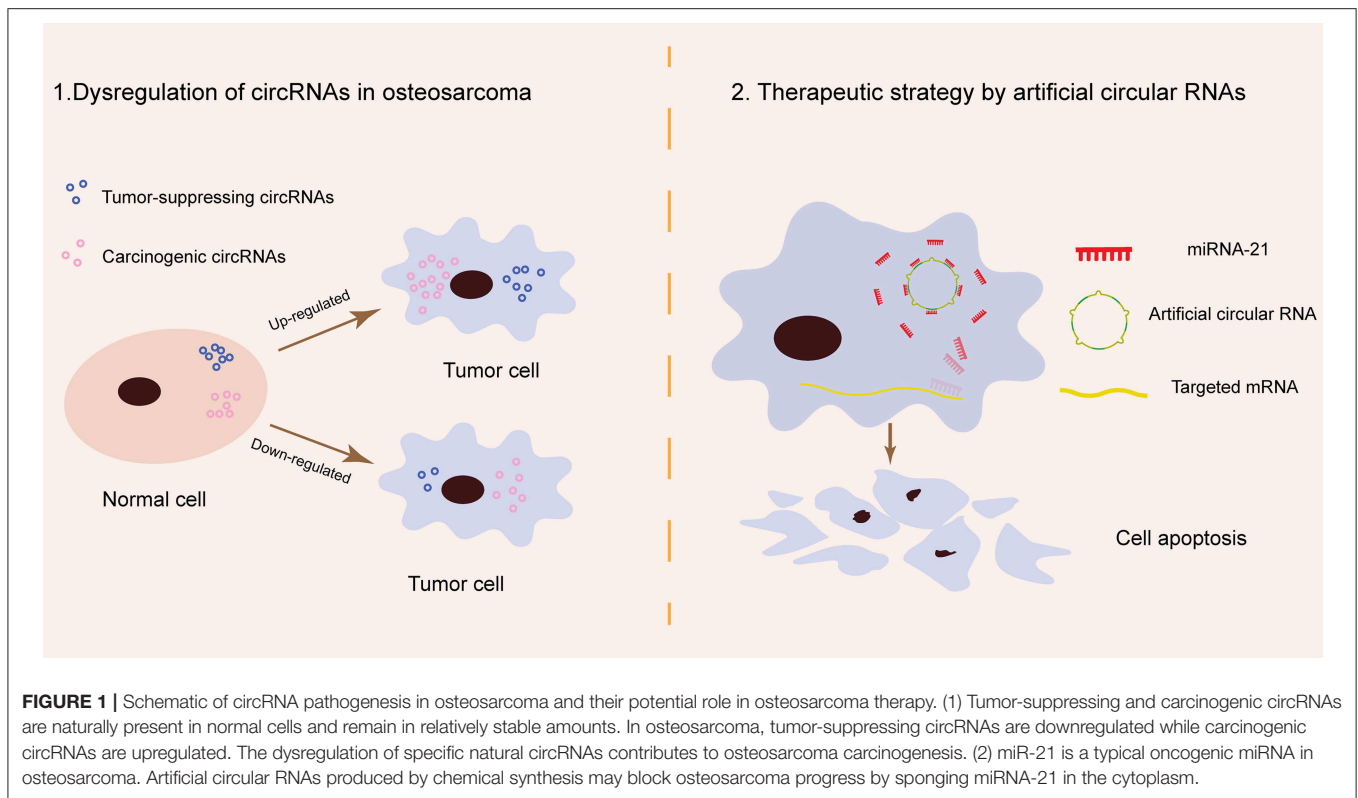 1.Dysregulation of circRNAs in osteosarcoma
Tumor-suppressing circRNAs
Carcinogenic circRNAs
Up-regulated
Tumor cell
Down-regulated
Normal cell
Tumor cell
2. Therapeutic strategy by artificial circular RNAs
miRNA-21
Artificial circular RNA
Targeted mRNA
Cell apoptosis
FIGURE 1 | Schematic of circRNA pathogenesis in osteosarcoma and their potential role in osteosarcoma therapy. (1) Tumor-suppressing and carcinogenic circRNAs
are naturally present in normal cells and remain in relatively stable amounts. In osteosarcoma, tumor-suppressing circRNAs are downregulated while carcinogenic
circRNAs are upregulated. The dysregulation of specific natural circRNAs contributes to osteosarcoma carcinogenesis. (2) miR-21 is a typical oncogenic miRNA in
osteosarcoma. Artificial circular RNAs produced by chemical synthesis may block osteosarcoma progress by sponging miRNA-21 in the cytoplasm.